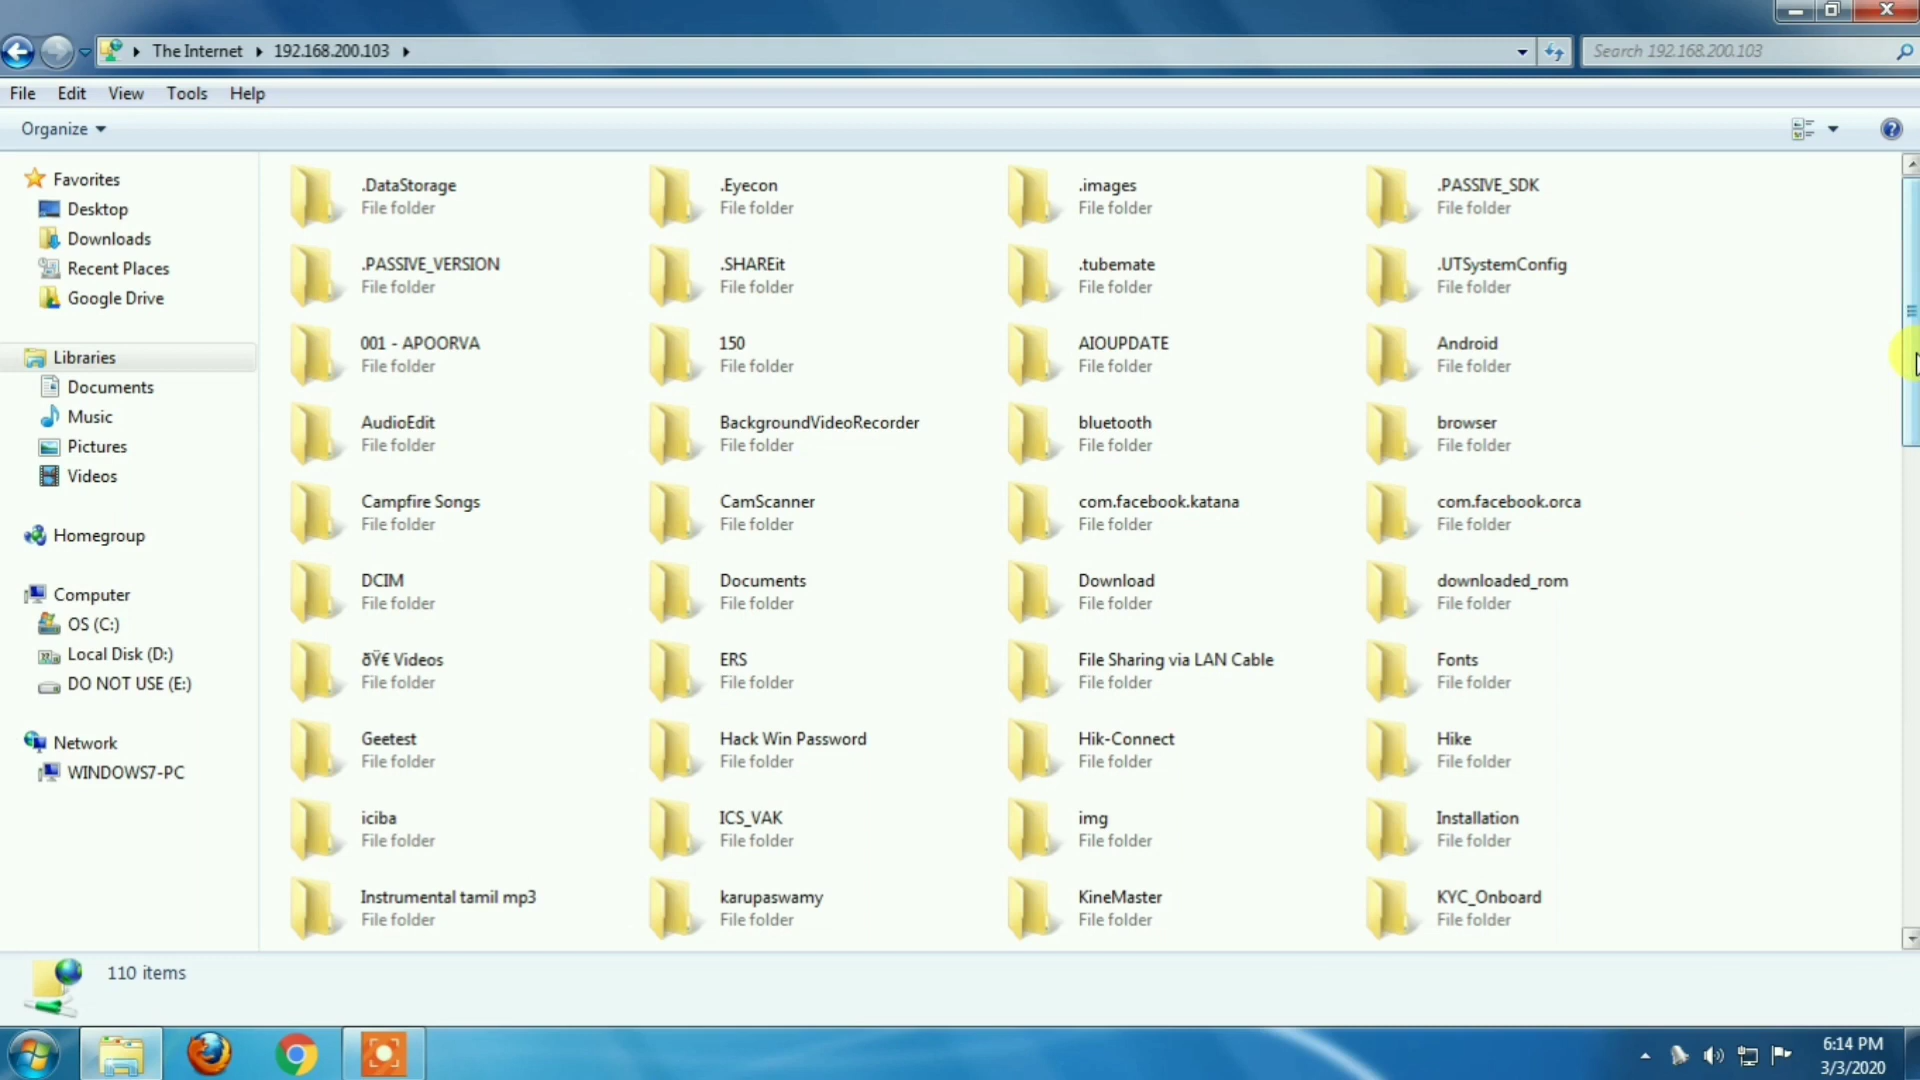 The Internet 192.168.200.103
Search 192.168.200.103
File Edit View Tools Help
Organize
Favorites
Desktop
Downloads
Recent Places
Google Drive
Libraries
Documents
Music
Pictures
Videos
Homegroup
Computer
OS (C:)
Local Disk (D:)
DO NOT USE (E:)
Network
WINDOWS7-PC
.DataStorage
File folder
.Eyecon
File folder
.images
File folder
.PASSIVE_SDK
File folder
.PASSIVE_VERSION
File folder
.SHAREit
File folder
.tubemate
File folder
.UTSystemConfig
File folder
001 - APOORVA
File folder
150
File folder
AIOUPDATE
File folder
Android
File folder
AudioEdit
File folder
BackgroundVideoRecorder
File folder
bluetooth
File folder
browser
File folder
Campfire Songs
File folder
CamScanner
File folder
com.facebook.katana
File folder
com.facebook.orca
File folder
DCIM
File folder
Documents
File folder
Download
File folder
downloaded_rom
File folder
ðŸ€ Videos
File folder
ERS
File folder
File Sharing via LAN Cable
File folder
Fonts
File folder
Geetest
File folder
Hack Win Password
File folder
Hik-Connect
File folder
Hike
File folder
iciba
File folder
ICS_VAK
File folder
img
File folder
Installation
File folder
Instrumental tamil mp3
File folder
karupaswamy
File folder
KineMaster
File folder
KYC_Onboard
File folder
110 items
6:14 PM
3/3/2020